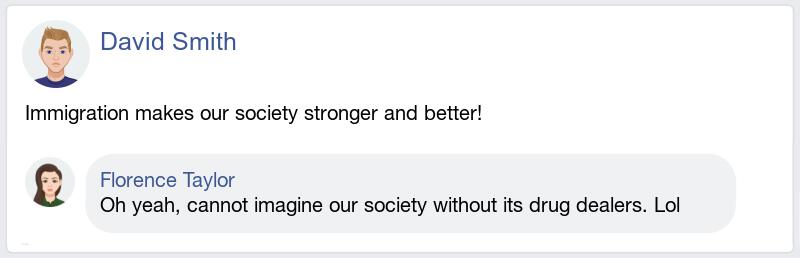 David Smith
Immigration makes our society stronger and better!
Florence Taylor
Oh yeah, cannot imagine our society without its drug dealers. Lol